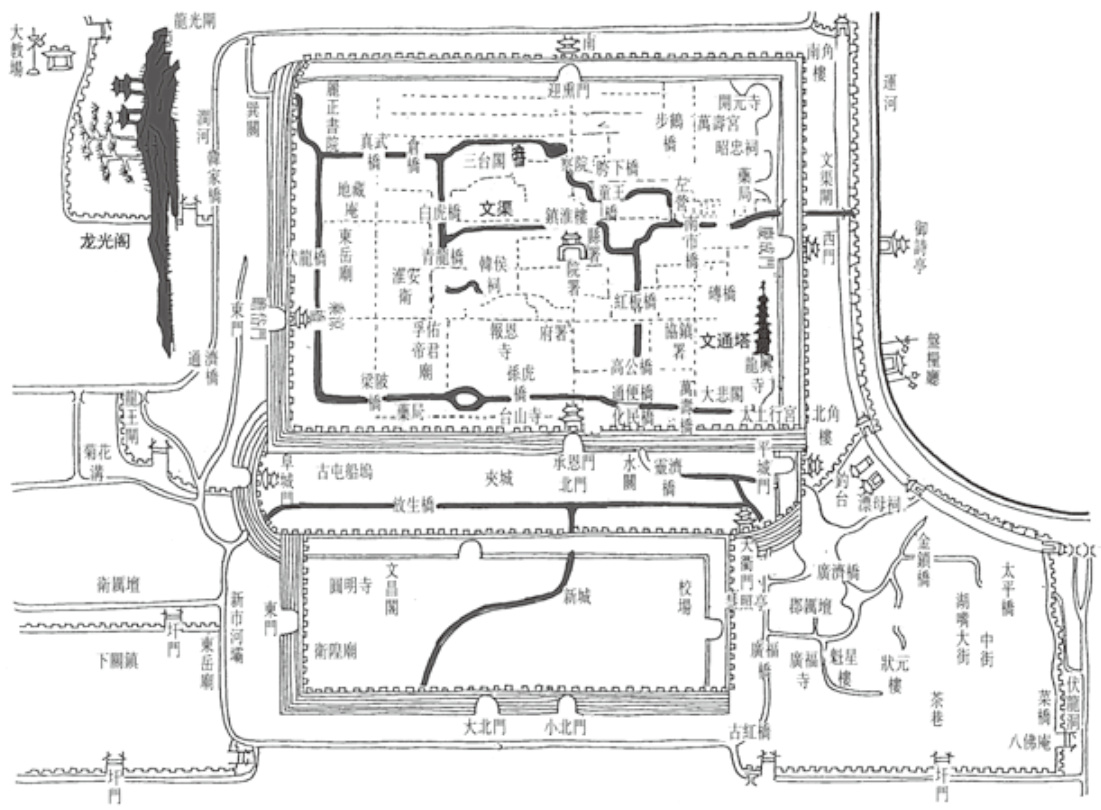 大教場
龍光閘
南
南角樓
巽關
澗河
韓家橋
麗正書院
迎熏門
開元寺
運河
真武橋
倉橋
三台閣
察院
胯下橋
步鶴橋
萬壽宮
昭忠祠
文渠閘
地藏庵
白虎橋
文渠
鎮淮樓
童王橋
左營
藥局
龙光阁
伏龍橋
東岳廟
青龍橋
縣署
南市橋
西門
御詩亭
淮安衛
韓侯祠
院署
紅板橋
磚橋
東門
通濟橋
孚佑帝君廟
報恩寺
府署
協鎮署
文通塔
盤糧廳
龍興寺
高公橋
梁陂橋
藥局
孫虎橋
通便橋
化民橋
萬壽橋
大悲閣
台山寺
太土行宮
北角樓
龍王閘
菊花溝
阜城門
古屯船塢
夾城
承恩門
北門
水關
靈濟橋
平城門
釣台
漂母祠
放生橋
天衢門
金鎖橋
廣濟橋
太平橋
衛厲壇
圓明寺
文昌閣
新城
校場
郡厲壇
湖嘴大街
中街
新市河壩
東門
圩門
下關鎮
東岳廟
衛隍廟
廣福橋
廣福寺
魁星樓
狀元樓
茶巷
菜橋
伏龍洞
大北門
小北門
占紅橋
八佛庵
圩門
圩門